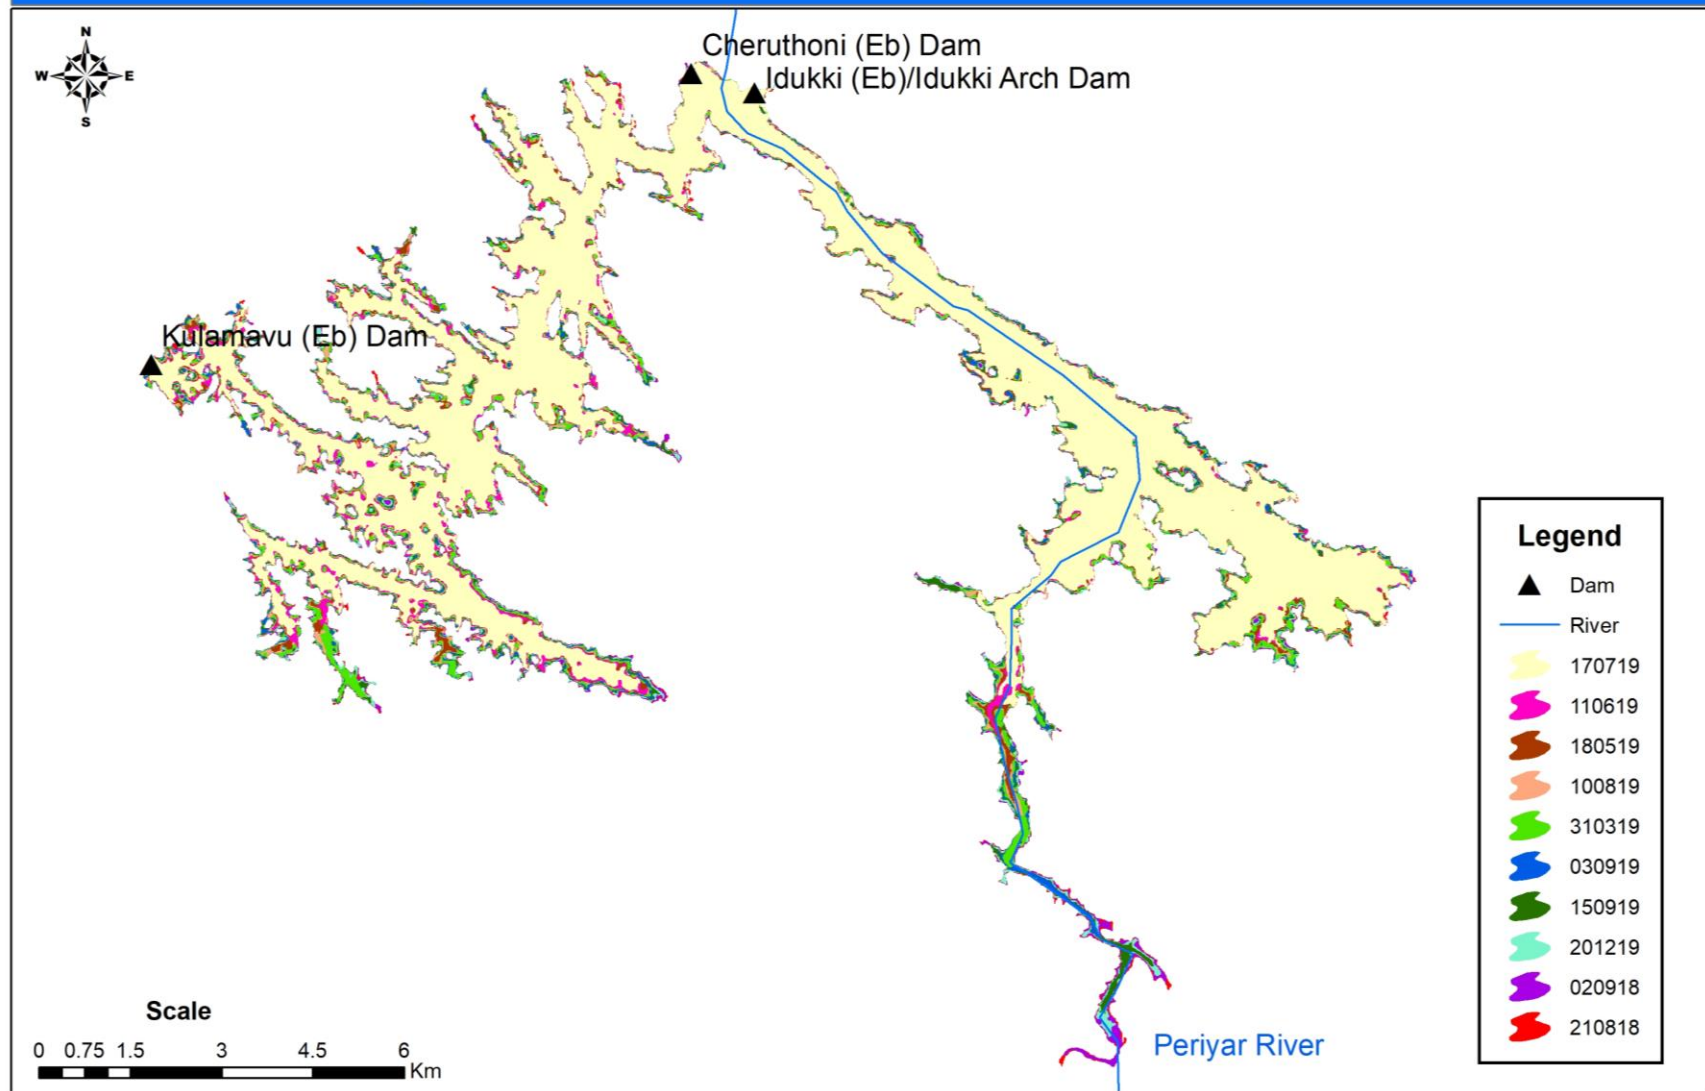 N
W E
S
Cheruthoni (Eb) Dam
Idukki (Eb)/Idukki Arch Dam
Kulamavu (Eb) Dam
Legend
Dam
River
170719
110619
180519
100819
310319
030919
150919
201219
020918
210818
Periyar River
Scale
0 0.75 1.5 3 4.5 6
Km